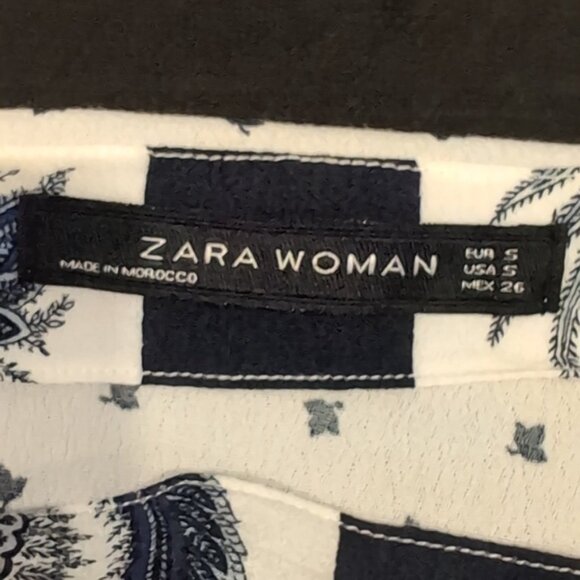 ZARA WOMAN
MADE IN MOROCCO
EUR S
USA S
MEX 26